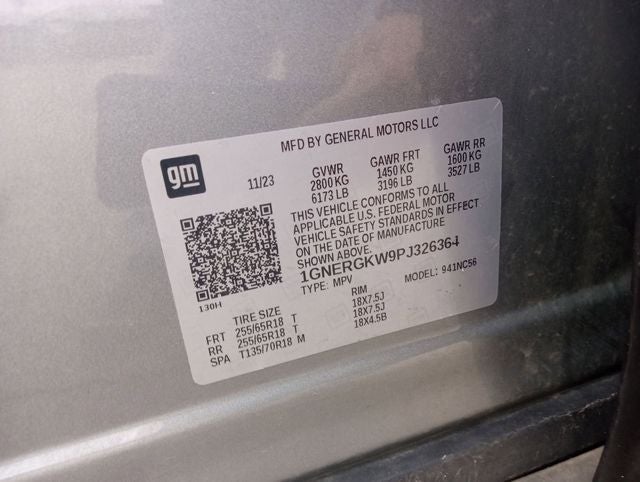 MFD BY GENERAL MOTORS LLC
gm
11/23
GVWR GAWR FRT GAWR RR
2800 KG 1450 KG 1600 KG
6173 LB 3196 LB 3527 LB
THIS VEHICLE CONFORMS TO ALL
APPLICABLE U.S. FEDERAL MOTOR
VEHICLE SAFETY STANDARDS IN EFFECT
ON THE DATE OF MANUFACTURE
SHOWN ABOVE.
1GNERGKW9PJ326364
TYPE: MPV MODEL: 941NC56
130H
TIRE SIZE RIM
FRT 255/65R18 T 18X7.5J
RR 255/65R18 T 18X7.5J
SPA T135/70R18 M 18X4.5B